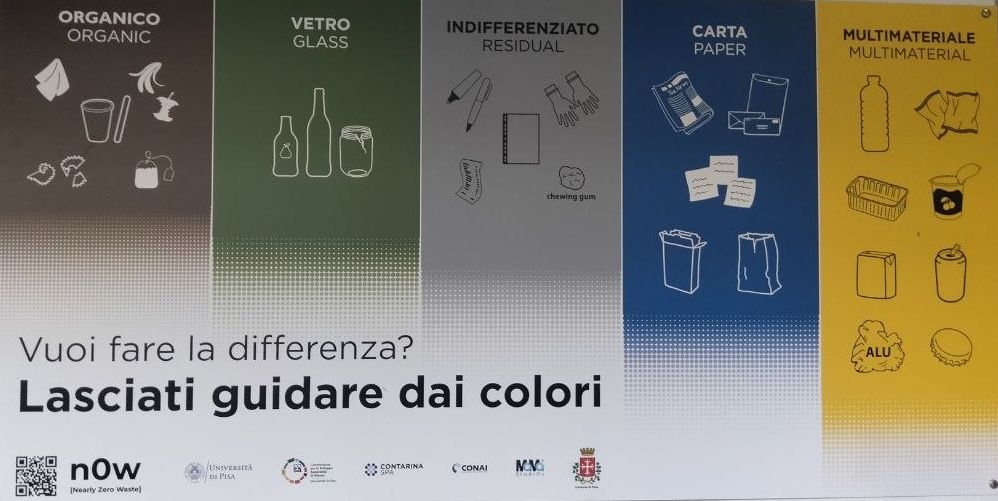 ORGANICO
ORGANIC
VETRO
GLASS
INDIFFERENZIATO
RESIDUAL
chewing gum
CARTA
PAPER
MULTIMATERIALE
MULTIMATERIAL
ALU
Vuoi fare la differenza?
Lasciati guidare dai colori
nOw
[Nearly Zero Waste]
UNIVERSITÀ
DI PISA
CONTARINA
SPA
CONAI